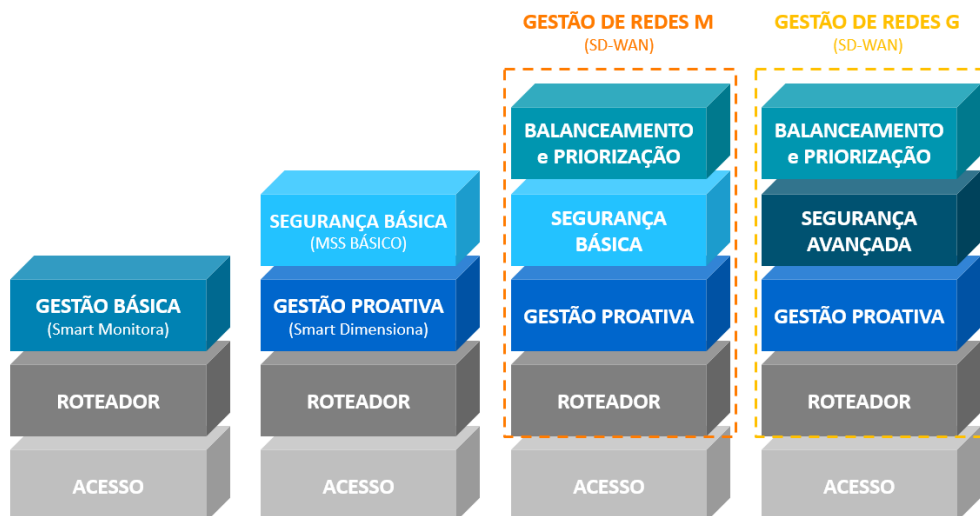 GESTÃO BÁSICA
(Smart Monitora)
ROTEADOR
ACESSO
SEGURANÇA BÁSICA
(MSS BÁSICO)
GESTÃO PROATIVA
(Smart Dimensiona)
ROTEADOR
ACESSO
GESTÃO DE REDES M
(SD-WAN)
BALANCEAMENTO
e PRIORIZAÇÃO
SEGURANÇA
BÁSICA
GESTÃO PROATIVA
ROTEADOR
ACESSO
GESTÃO DE REDES G
(SD-WAN)
BALANCEAMENTO
e PRIORIZAÇÃO
SEGURANÇA
AVANÇADA
GESTÃO PROATIVA
ROTEADOR
ACESSO